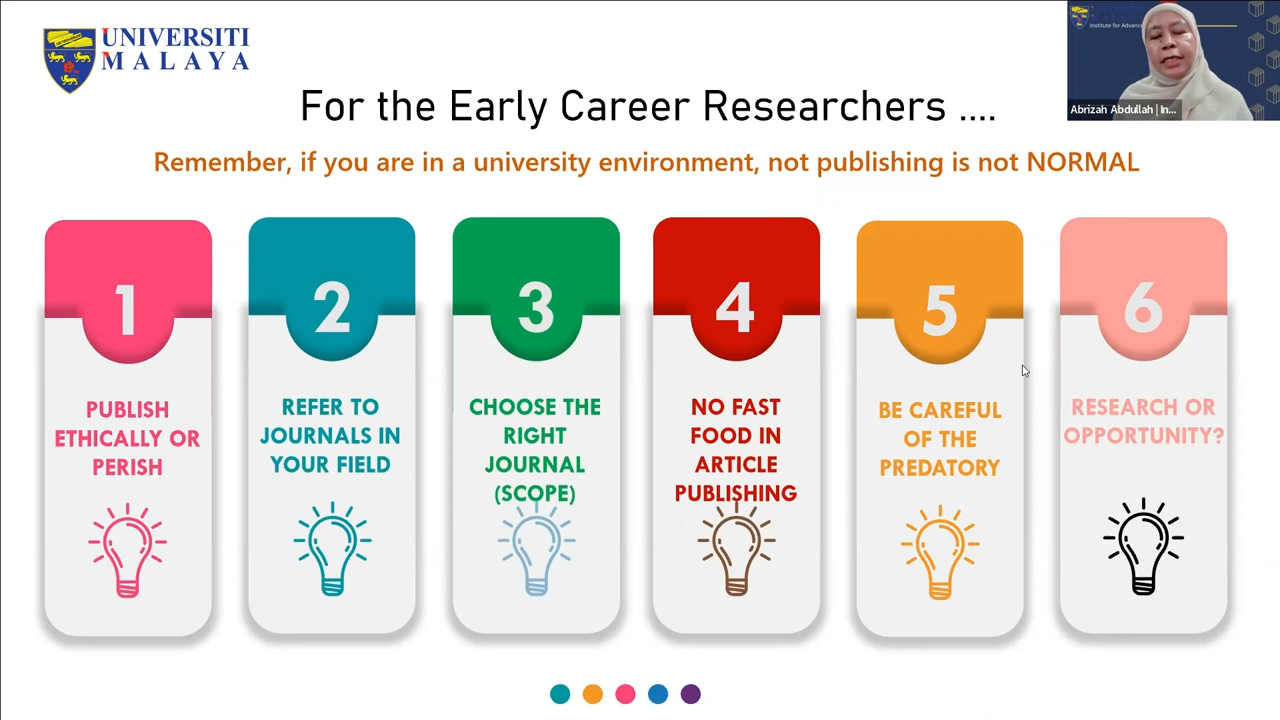 UNIVERSITI
MALAYA
Institute for Advance
Abrizah Abdullah | In...
For the Early Career Researchers ....
Remember, if you are in a university environment, not publishing is not NORMAL
1
PUBLISH
ETHICALLY OR
PERISH
2
REFER TO
JOURNALS IN
YOUR FIELD
3
CHOOSE THE
RIGHT
JOURNAL
(SCOPE)
4
NO FAST
FOOD IN
ARTICLE
PUBLISHING
5
BE CAREFUL
OF THE
PREDATORY
6
RESEARCH OR
OPPORTUNITY?